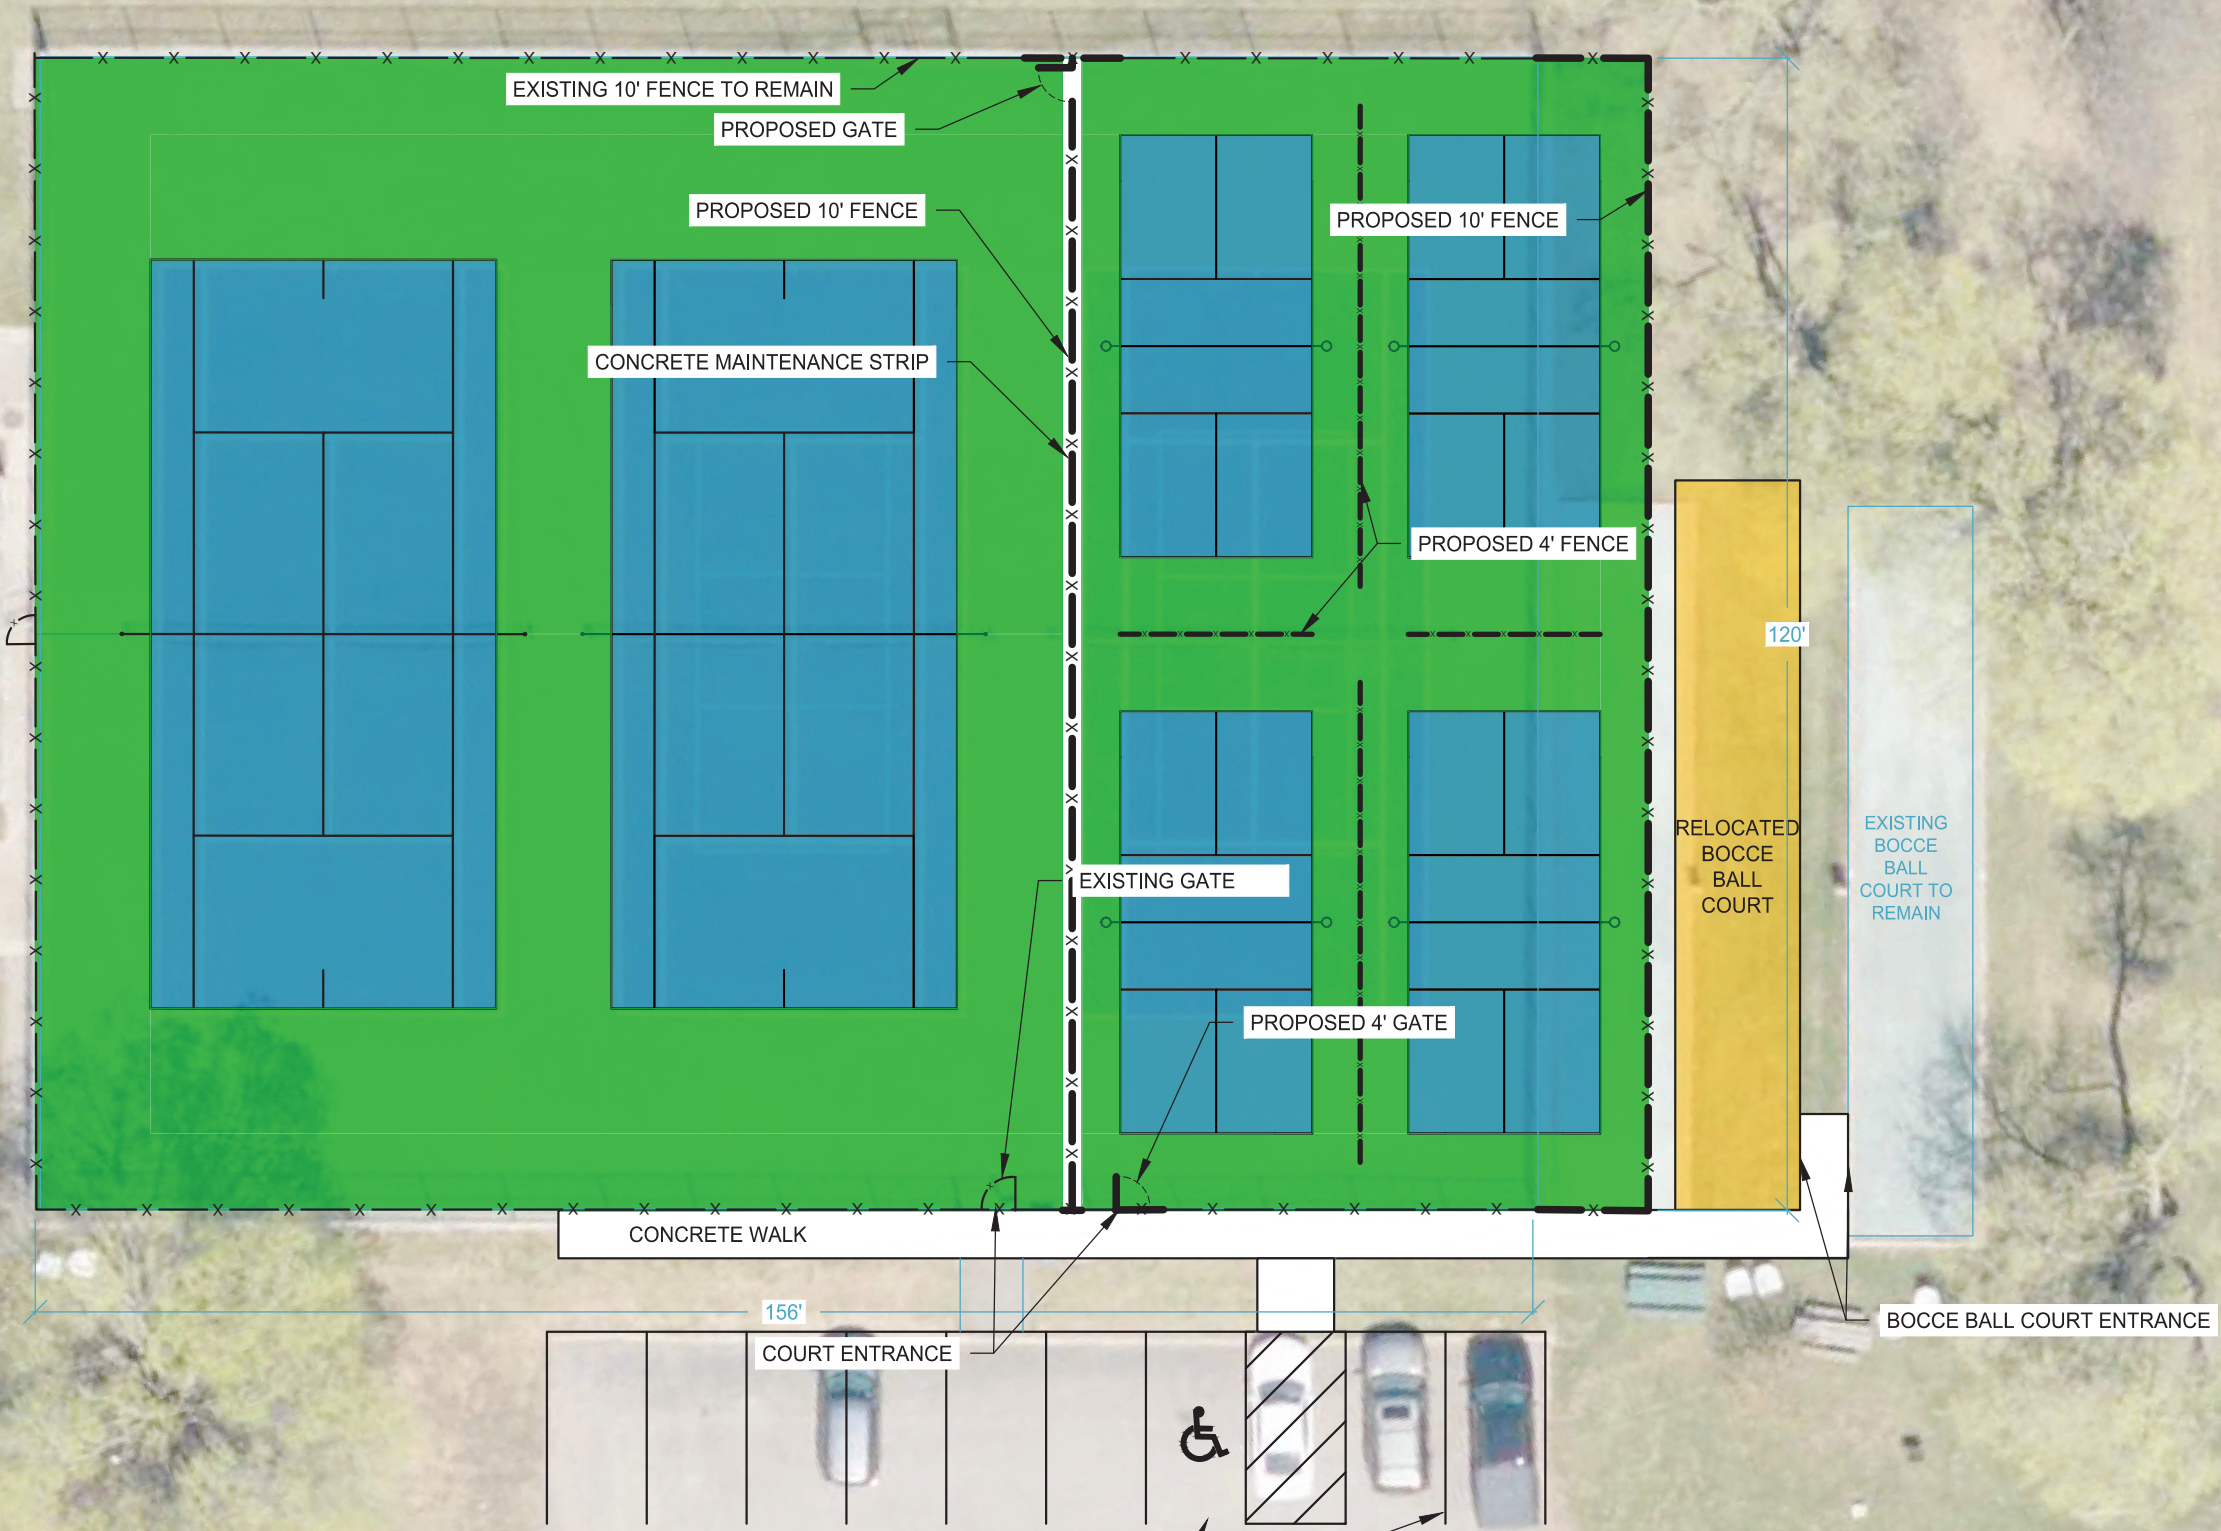 EXISTING 10' FENCE TO REMAIN
PROPOSED GATE
PROPOSED 10' FENCE
PROPOSED 10' FENCE
CONCRETE MAINTENANCE STRIP
PROPOSED 4' FENCE
120'
RELOCATED
BOCCE
BALL
COURT
EXISTING
BOCCE
BALL
COURT TO
REMAIN
EXISTING GATE
PROPOSED 4' GATE
CONCRETE WALK
156'
COURT ENTRANCE
BOCCE BALL COURT ENTRANCE